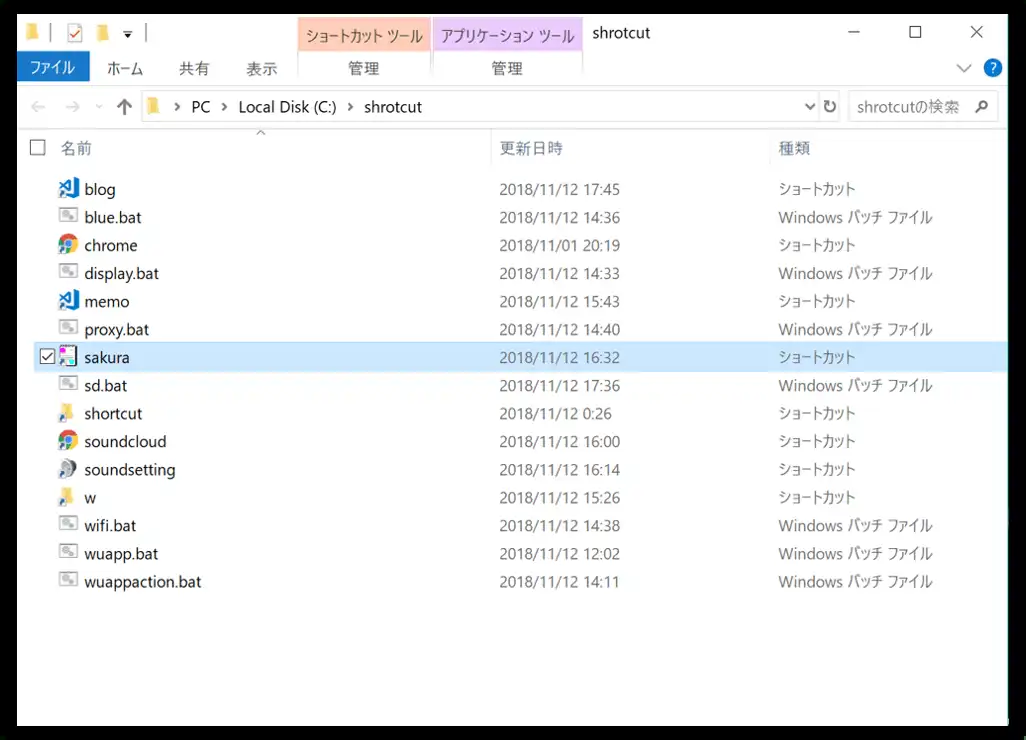 ショートカット ツール アプリケーション ツール shrotcut
ファイル ホーム 共有 表示 管理 管理 ?
PC Local Disk (C:) shrotcut shrotcutの検索
名前 更新日時 種類
blog 2018/11/12 17:45 ショートカット
blue.bat 2018/11/12 14:36 Windows バッチ ファイル
chrome 2018/11/01 20:19 ショートカット
display.bat 2018/11/12 14:33 Windows バッチ ファイル
memo 2018/11/12 15:43 ショートカット
proxy.bat 2018/11/12 14:40 Windows バッチ ファイル
sakura 2018/11/12 16:32 ショートカット
sd.bat 2018/11/12 17:36 Windows バッチ ファイル
shortcut 2018/11/12 0:26 ショートカット
soundcloud 2018/11/12 16:00 ショートカット
soundsetting 2018/11/12 16:14 ショートカット
w 2018/11/12 15:26 ショートカット
wifi.bat 2018/11/12 14:38 Windows バッチ ファイル
wuapp.bat 2018/11/12 12:02 Windows バッチ ファイル
wuappaction.bat 2018/11/12 14:11 Windows バッチ ファイル